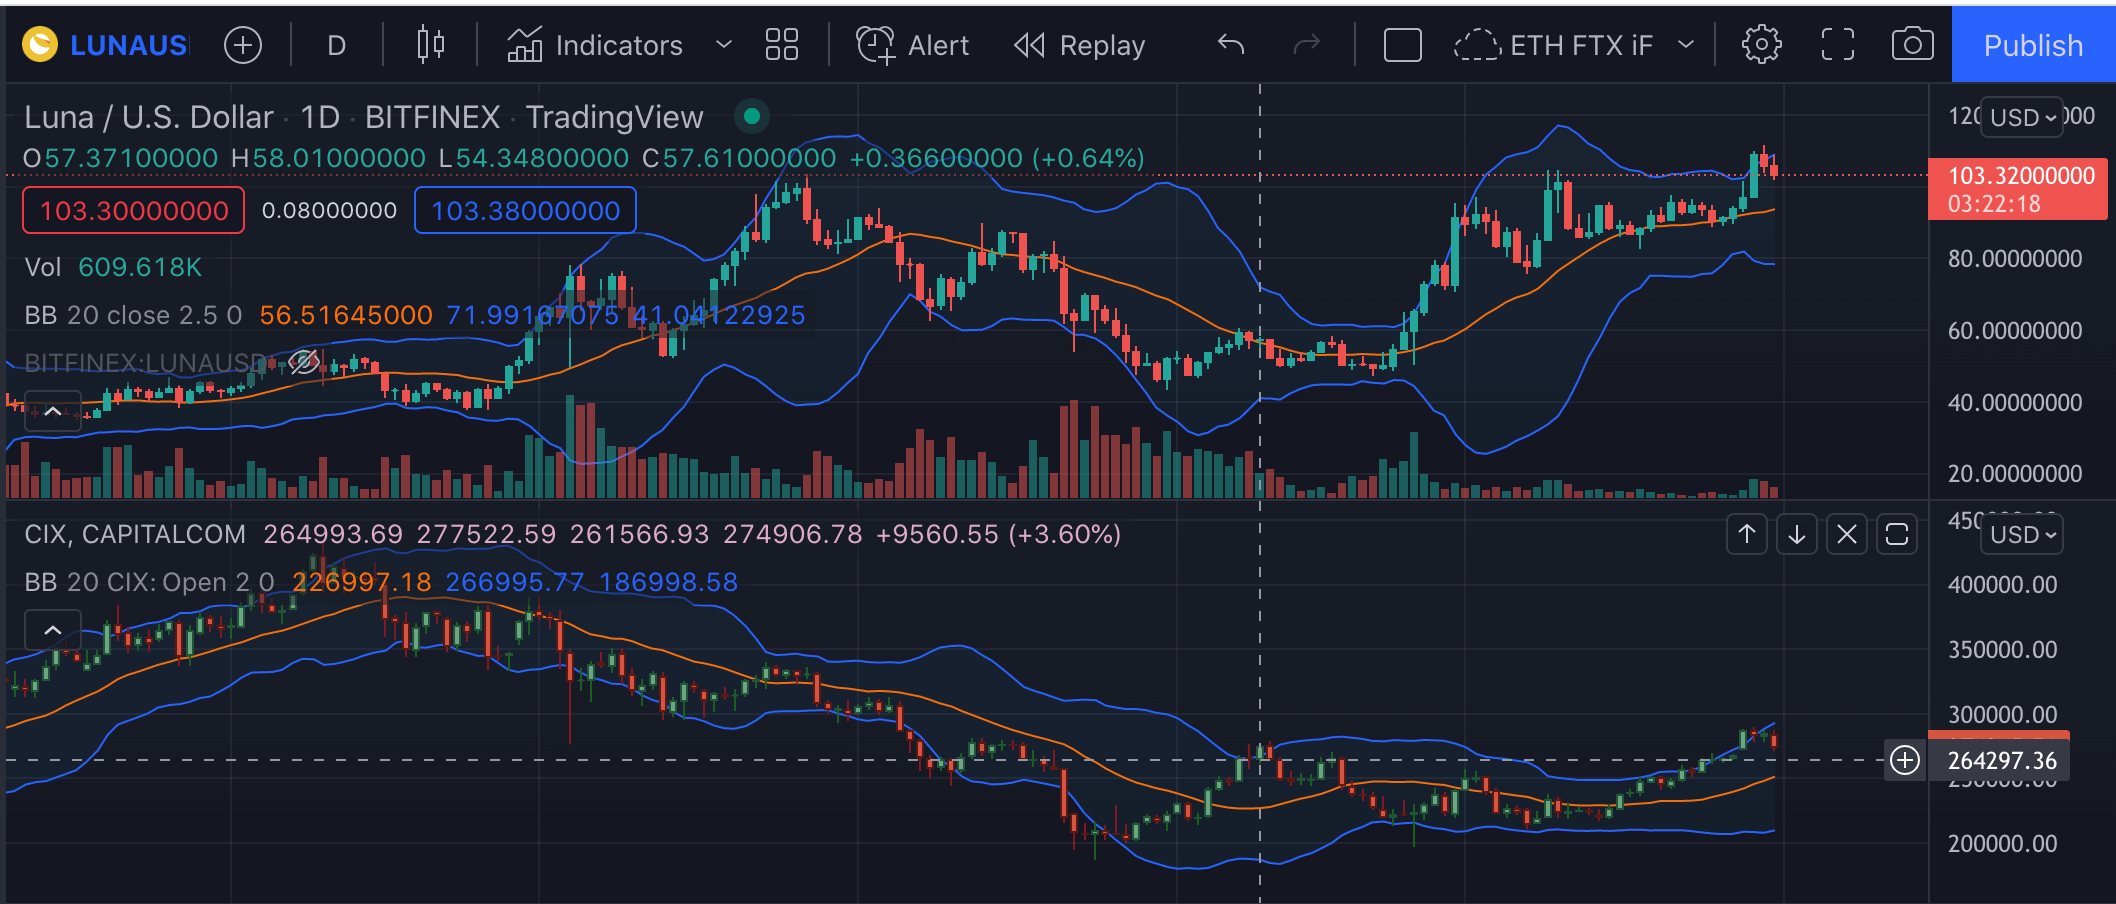 LUNAUS D Indicators Alert Replay ETH FTX iF Publish
Luna / U.S. Dollar · 1D · BITFINEX · TradingView
O57.37100000 H58.01000000 L54.34800000 C57.61000000 +0.36600000 (+0.64%)
103.30000000 0.08000000 103.38000000
Vol 609.618K
BB 20 close 2.5 0 56.51645000 71.99167075 41.04122925
BITFINEX:LUNAUSD
USD
103.32000000
03:22:18
80.00000000
60.00000000
40.00000000
20.00000000
CIX, CAPITALCOM 264993.69 277522.59 261566.93 274906.78 +9560.55 (+3.60%)
BB 20 CIX: Open 2 0 226997.18 266995.77 186998.58
USD
400000.00
350000.00
300000.00
264297.36
200000.00